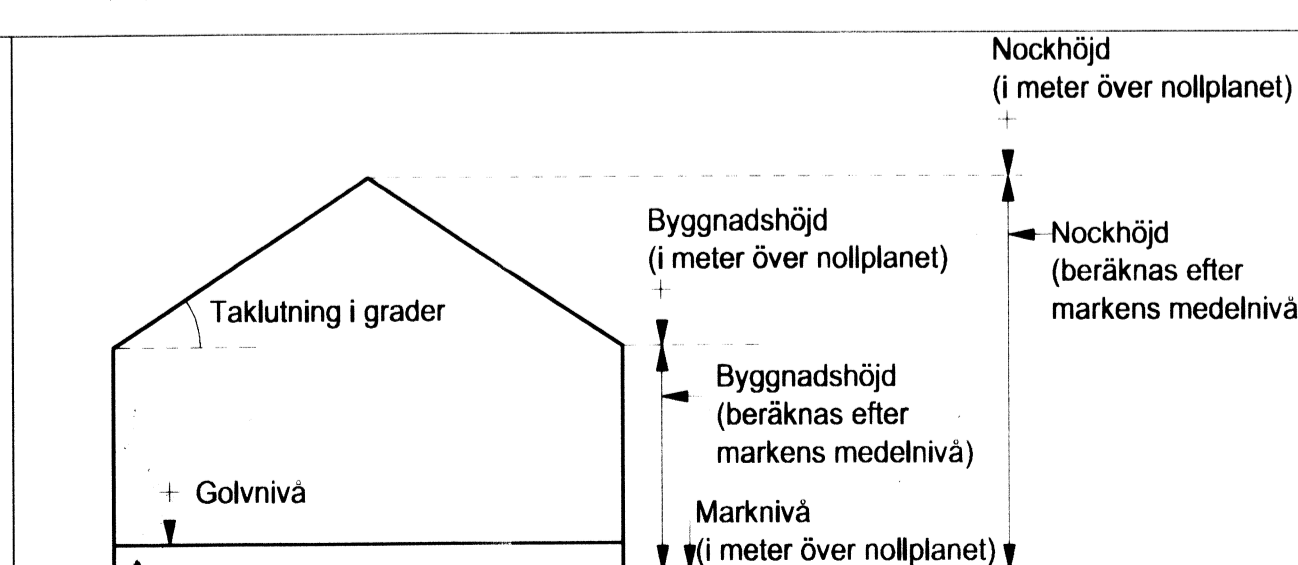 Nockhöjd
(i meter över nollplanet)
Byggnadshöjd
(i meter över nollplanet)
Nockhöjd
(beräknas efter
markens medelnivå
Taklutning i grader
Byggnadshöjd
(beräknas efter
markens medelnivå)
Golvnivå
Marknivå
(i meter över nollplanet)